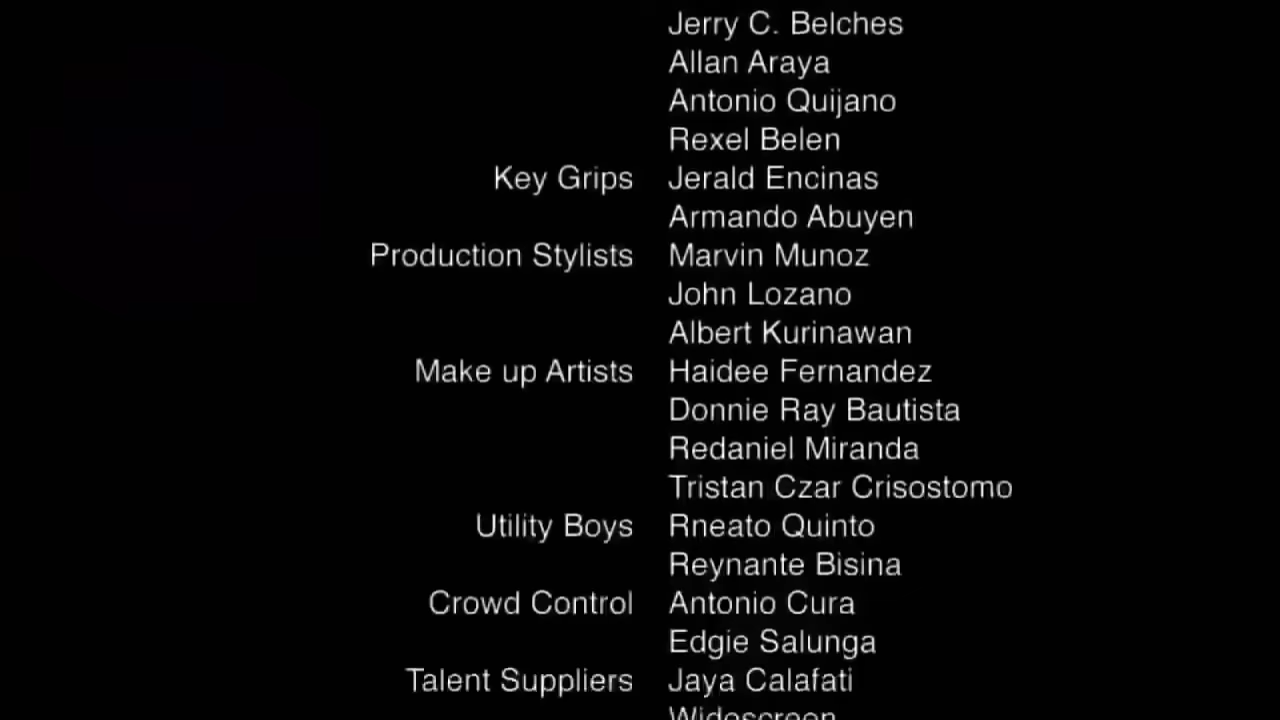 Jerry C. Belches
Allan Araya
Antonio Quijano
Rexel Belen
Key Grips Jerald Encinas
Armando Abuyen
Production Stylists Marvin Munoz
John Lozano
Albert Kurinawan
Make up Artists Haidee Fernandez
Donnie Ray Bautista
Redaniel Miranda
Tristan Czar Crisostomo
Utility Boys Rneato Quinto
Reynante Bisina
Crowd Control Antonio Cura
Edgie Salunga
Talent Suppliers Jaya Calafati
Widescreen